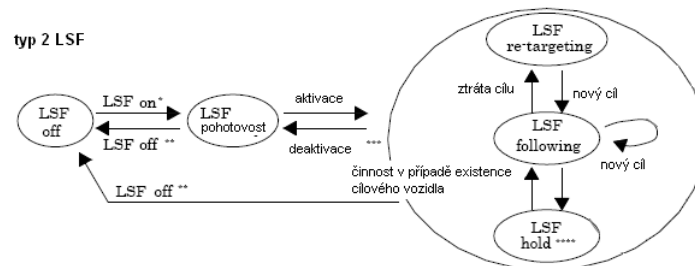 typ 2 LSF
LSF
off
LSF on*
LSF off **
LSF
pohotovost
aktivace
deaktivace ***
LSF off **
LSF
re-targeting
ztráta cílu
nový cíl
LSF
following
nový cíl
činnost v případě existence
cílového vozidla
LSF
hold ****